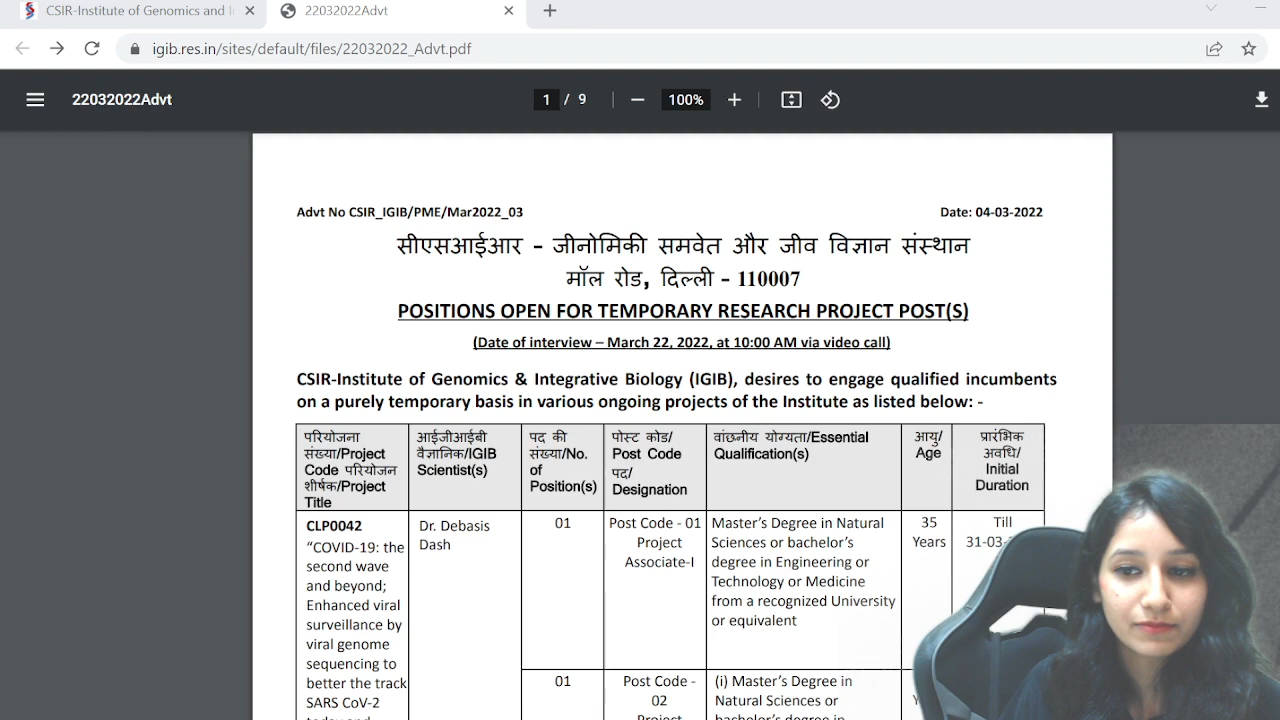 CSIR-Institute of Genomics and I
22032022Advt
igib.res.in/sites/default/files/22032022_Advt.pdf
22032022Advt
1 / 9
100%
Advt No CSIR_IGIB/PME/Mar2022_03
Date: 04-03-2022
सीएसआईआर - जीनोमिकी समवेत और जीव विज्ञान संस्थान
मॉल रोड, दिल्ली - 110007
POSITIONS OPEN FOR TEMPORARY RESEARCH PROJECT POST(S)
(Date of interview – March 22, 2022, at 10:00 AM via video call)
CSIR-Institute of Genomics & Integrative Biology (IGIB), desires to engage qualified incumbents
on a purely temporary basis in various ongoing projects of the Institute as listed below: -
परियोजना
संख्या/Project
Code परियोजन
शीर्षक/Project
Title
आईजीआईबी
वैज्ञानिक/IGIB
Scientist(s)
पद की
संख्या/No.
of
Position(s)
पोस्ट कोड/
Post Code
पद/
Designation
वांछनीय योग्यता/Essential
Qualification(s)
आयु/
Age
प्रारंभिक
अवधि/
Initial
Duration
CLP0042
“COVID-19: the
second wave
and beyond;
Enhanced viral
surveillance by
viral genome
sequencing to
better the track
SARS CoV-2
today and
Dr. Debasis
Dash
01
Post Code - 01
Project
Associate-I
Master’s Degree in Natural
Sciences or bachelor’s
degree in Engineering or
Technology or Medicine
from a recognized University
or equivalent
35
Years
Till
31-03-
01
Post Code -
02
Project
(i) Master’s Degree in
Natural Sciences or
bachelor’s degree in